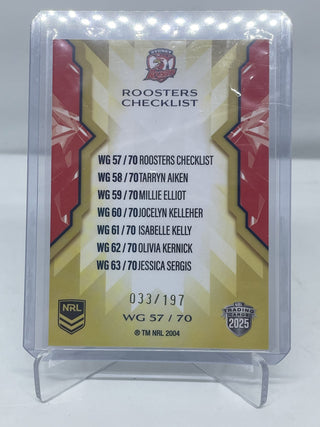 SYDNEY
ROOSTERS
CHECKLIST
WG 57 / 70 ROOSTERS CHECKLIST
WG 58 / 70 TARRYN AIKEN
WG 59 / 70 MILLIE ELLIOT
WG 60 / 70 JOCELYN KELLEHER
WG 61 / 70 ISABELLE KELLY
WG 62 / 70 OLIVIA KERNICK
WG 63 / 70 JESSICA SERGIS
033/197
WG 57 / 70
® TM NRL 2004
NRL
TRADING
CARDS
2025